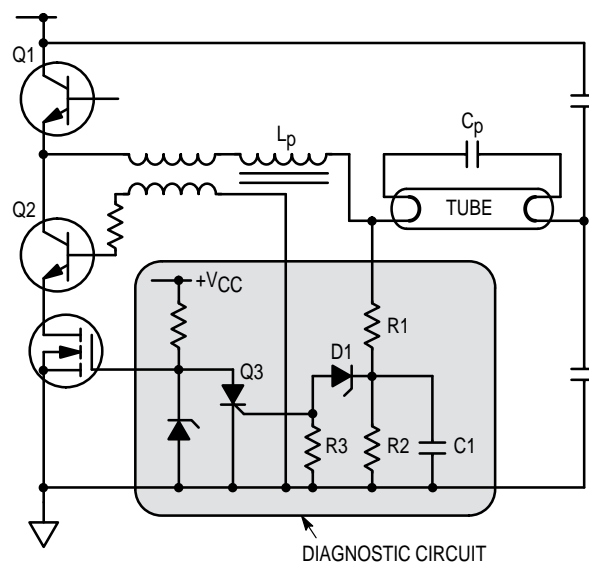 Q1
Lp
Cp
TUBE
Q2
+VCC
R1
D1
Q3
R3
R2
C1
DIAGNOSTIC CIRCUIT